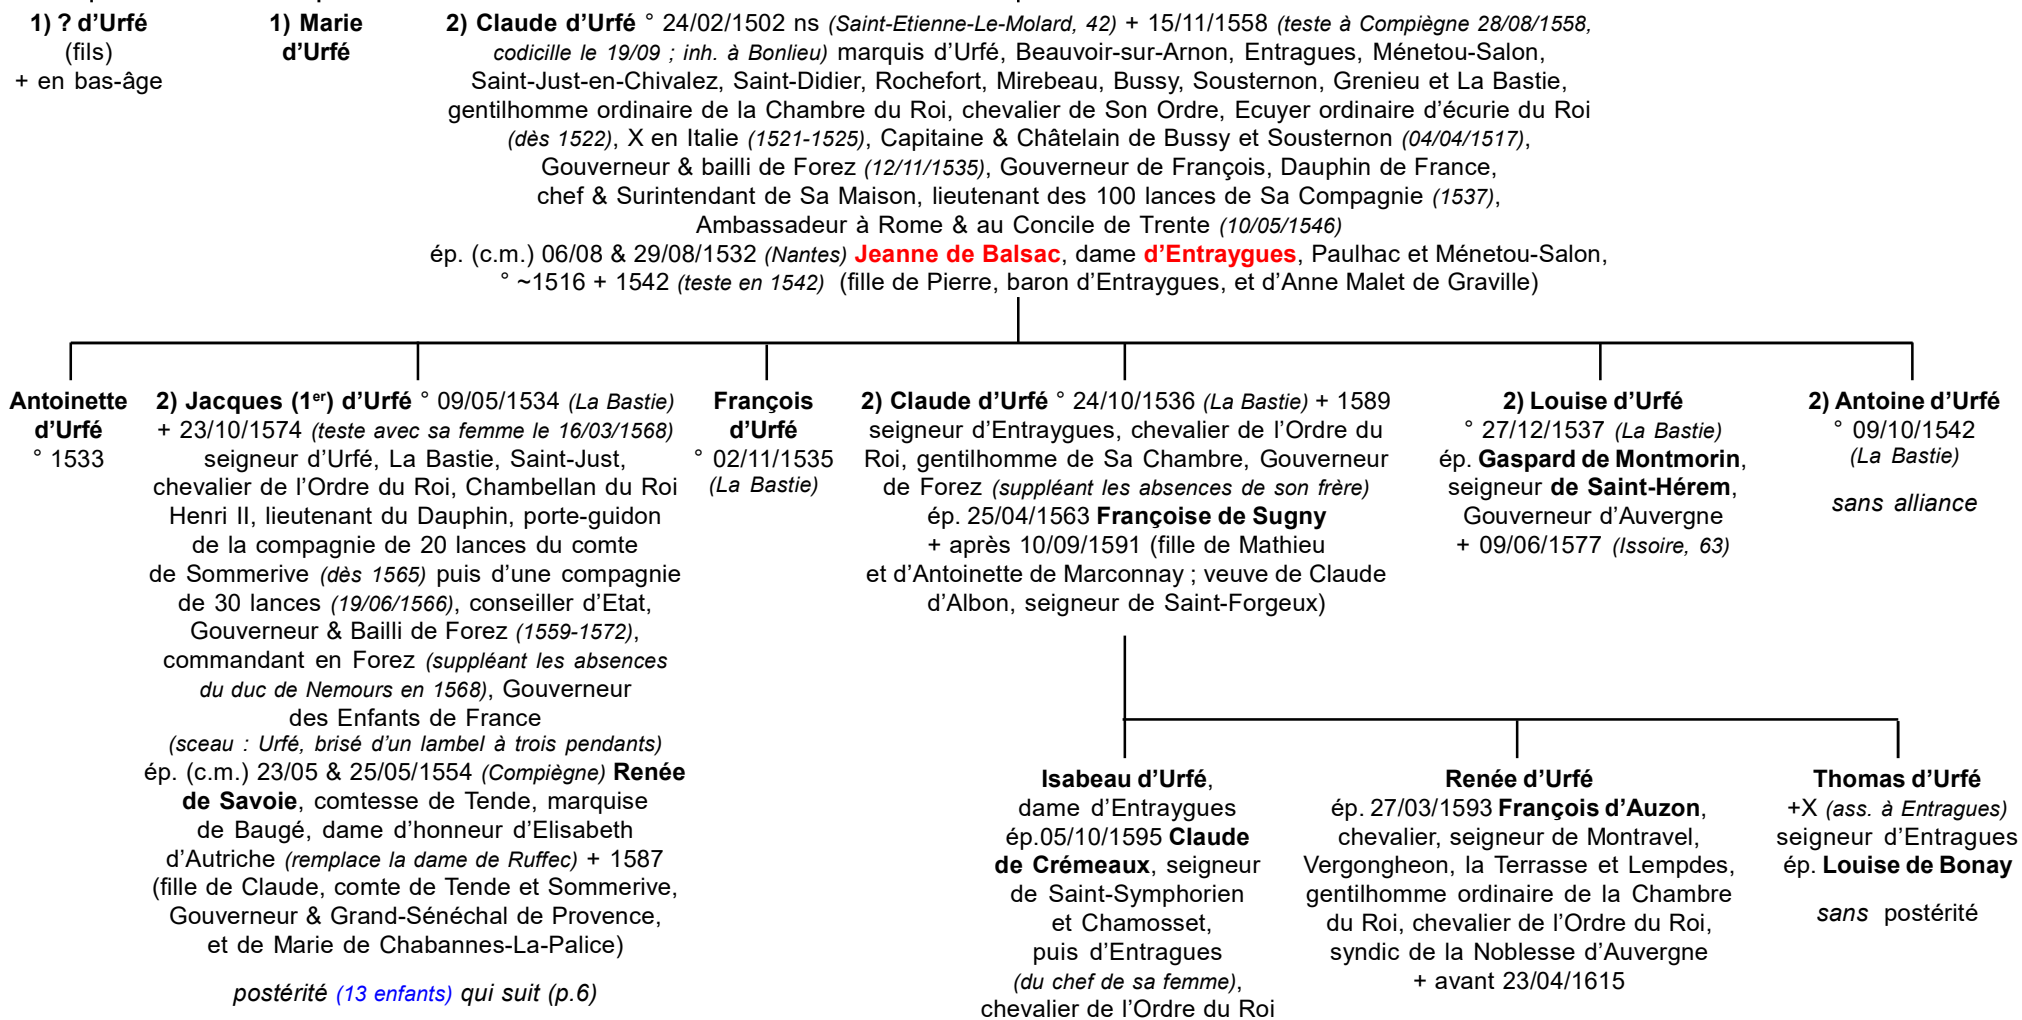 1) ? d’Urfé
(fils)
+ en bas-âge
1) Marie
d’Urfé
2) Claude d’Urfé ° 24/02/1502 ns (Saint-Etienne-Le-Molard, 42) + 15/11/1558 (teste à Compiègne 28/08/1558,
codicille le 19/09 ; inh. à Bonlieu) marquis d’Urfé, Beauvoir-sur-Arnon, Entragues, Ménetou-Salon,
Saint-Just-en-Chivalez, Saint-Didier, Rochefort, Mirebeau, Bussy, Sousternon, Grenieu et La Bastie,
gentilhomme ordinaire de la Chambre du Roi, chevalier de Son Ordre, Ecuyer ordinaire d’écurie du Roi
(dès 1522), X en Italie (1521-1525), Capitaine & Châtelain de Bussy et Sousternon (04/04/1517),
Gouverneur & bailli de Forez (12/11/1535), Gouverneur de François, Dauphin de France,
chef & Surintendant de Sa Maison, lieutenant des 100 lances de Sa Compagnie (1537),
Ambassadeur à Rome & au Concile de Trente (10/05/1546)
ép. (c.m.) 06/08 & 29/08/1532 (Nantes) Jeanne de Balsac, dame d’Entraygues, Paulhac et Ménetou-Salon,
° ~1516 + 1542 (teste en 1542) (fille de Pierre, baron d’Entraygues, et d’Anne Malet de Graville)
Antoinette
d’Urfé
° 1533
2) Jacques (1er) d’Urfé ° 09/05/1534 (La Bastie)
+ 23/10/1574 (teste avec sa femme le 16/03/1568)
seigneur d’Urfé, La Bastie, Saint-Just,
chevalier de l’Ordre du Roi, Chambellan du Roi
Henri II, lieutenant du Dauphin, porte-guidon
de la compagnie de 20 lances du comte
de Sommerive (dès 1565) puis d’une compagnie
de 30 lances (19/06/1566), conseiller d’Etat,
Gouverneur & Bailli de Forez (1559-1572),
commandant en Forez (suppléant les absences
du duc de Nemours en 1568), Gouverneur
des Enfants de France
(sceau : Urfé, brisé d’un lambel à trois pendants)
ép. (c.m.) 23/05 & 25/05/1554 (Compiègne) Renée
de Savoie, comtesse de Tende, marquise
de Baugé, dame d’honneur d’Elisabeth
d’Autriche (remplace la dame de Ruffec) + 1587
(fille de Claude, comte de Tende et Sommerive,
Gouverneur & Grand-Sénéchal de Provence,
et de Marie de Chabannes-La-Palice)
postérité (13 enfants) qui suit (p.6)
François
d’Urfé
° 02/11/1535
(La Bastie)
2) Claude d’Urfé ° 24/10/1536 (La Bastie) + 1589
seigneur d’Entraygues, chevalier de l’Ordre du
Roi, gentilhomme de Sa Chambre, Gouverneur
de Forez (suppléant les absences de son frère)
ép. 25/04/1563 Françoise de Sugny
+ après 10/09/1591 (fille de Mathieu
et d’Antoinette de Marconnay ; veuve de Claude
d’Albon, seigneur de Saint-Forgeux)
2) Louise d’Urfé
° 27/12/1537 (La Bastie)
ép. Gaspard de Montmorin,
seigneur de Saint-Hérem,
Gouverneur d’Auvergne
+ 09/06/1577 (Issoire, 63)
2) Antoine d’Urfé
° 09/10/1542
(La Bastie)
sans alliance
Isabeau d’Urfé,
dame d’Entraygues
ép.05/10/1595 Claude
de Crémeaux, seigneur
de Saint-Symphorien
et Chamosset,
puis d’Entragues
(du chef de sa femme),
chevalier de l’Ordre du Roi
Renée d’Urfé
ép. 27/03/1593 François d’Auzon,
chevalier, seigneur de Montravel,
Vergongheon, la Terrasse et Lempdes,
gentilhomme ordinaire de la Chambre
du Roi, chevalier de l’Ordre du Roi,
syndic de la Noblesse d’Auvergne
+ avant 23/04/1615
Thomas d’Urfé
+X (ass. à Entragues)
seigneur d’Entragues
ép. Louise de Bonay
sans postérité